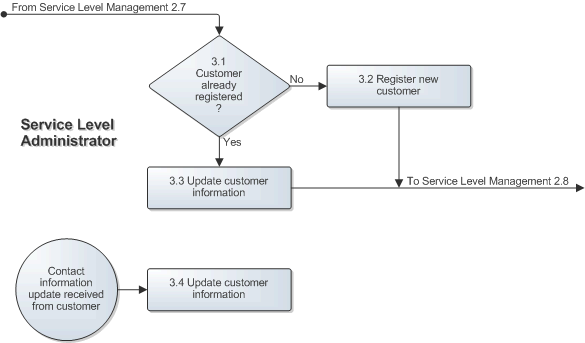 From Service Level Management 2.7
3.1
Customer
already
registered
?
No
3.2 Register new
customer
Service Level
Administrator
Yes
3.3 Update customer
information
To Service Level Management 2.8
Contact
information
update received
from customer
3.4 Update customer
information